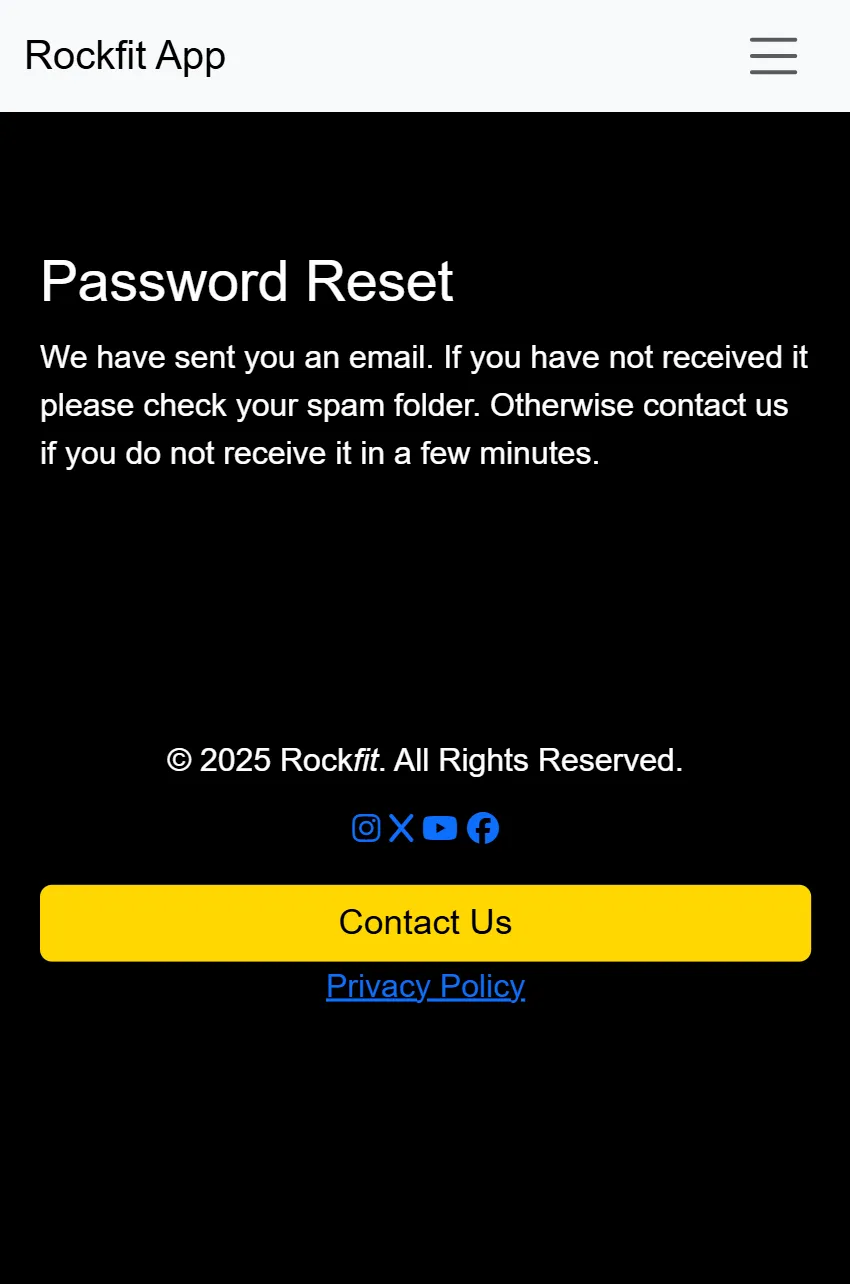 Rockfit App
Password Reset
We have sent you an email. If you have not received it
please check your spam folder. Otherwise contact us
if you do not receive it in a few minutes.
© 2025 Rockfit. All Rights Reserved.
Contact Us
Privacy Policy